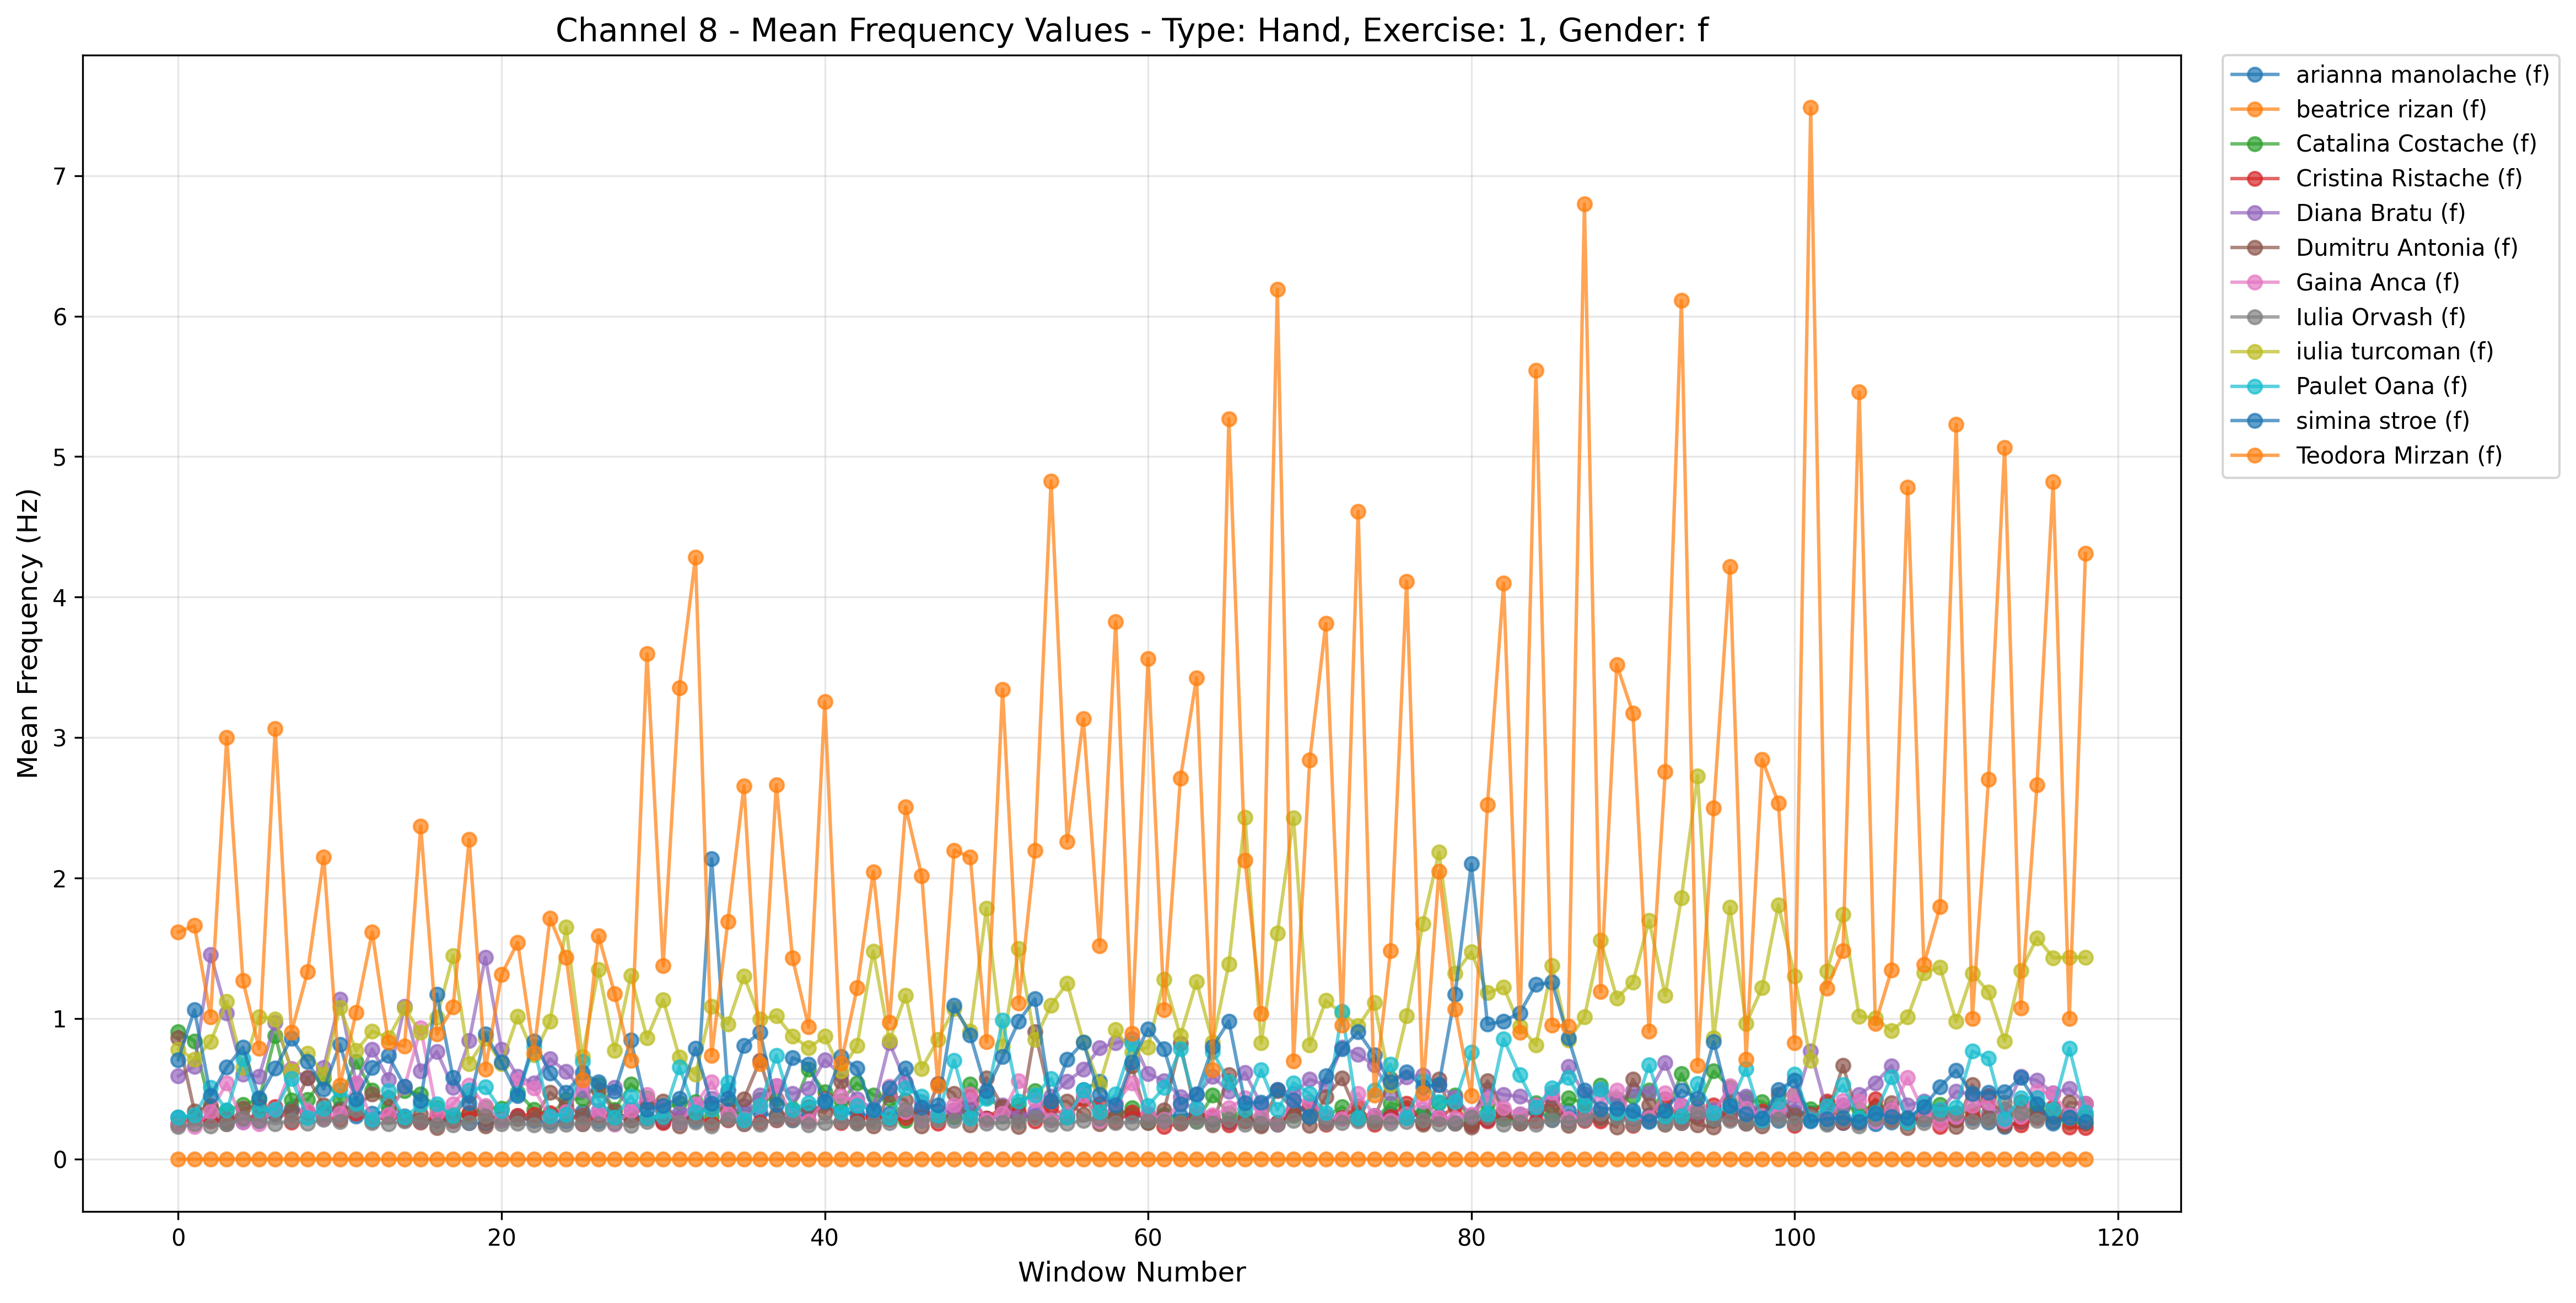 Channel 8 - Mean Frequency Values - Type: Hand, Exercise: 1, Gender: f
Mean Frequency (Hz)
7
6
5
4
3
2
1
0
0 20 40 60 80 100 120
Window Number
arianna manolache (f)
beatrice rizan (f)
Catalina Costache (f)
Cristina Ristache (f)
Diana Bratu (f)
Dumitru Antonia (f)
Gaina Anca (f)
Iulia Orvash (f)
iulia turcoman (f)
Paulet Oana (f)
simina stroe (f)
Teodora Mirzan (f)